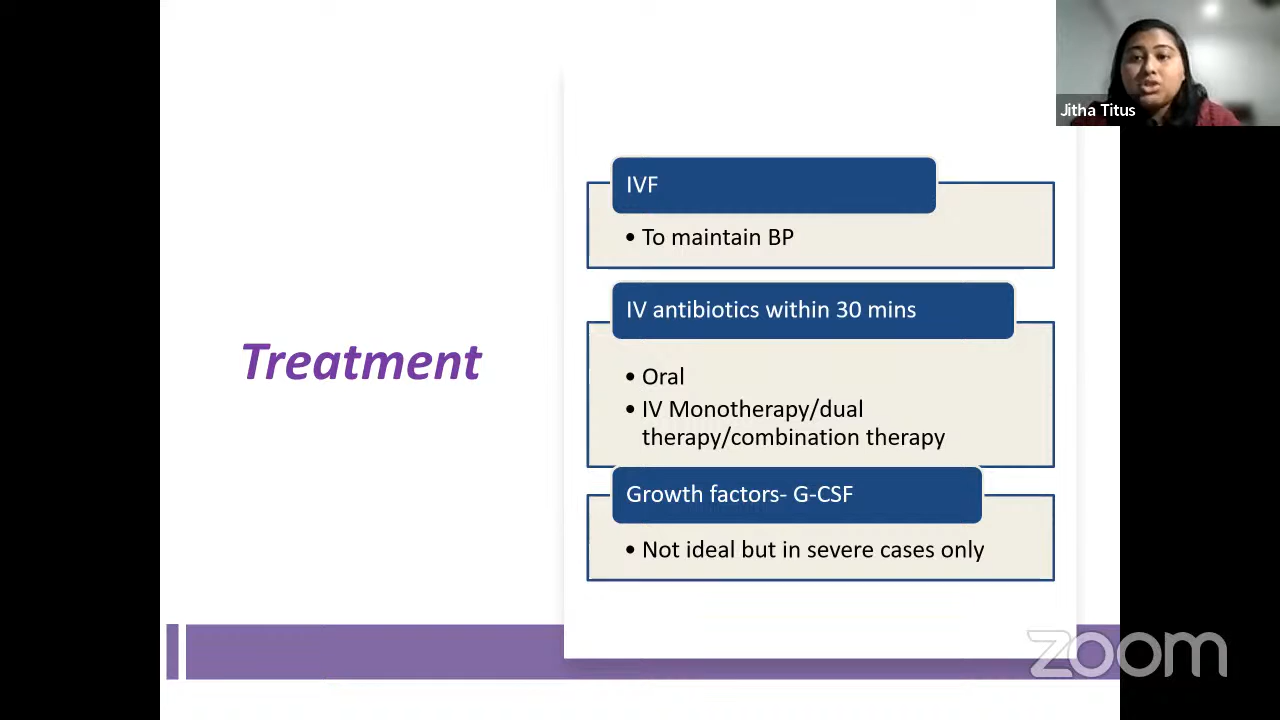 Jitha Titus
Treatment
IVF
• To maintain BP
IV antibiotics within 30 mins
• Oral
• IV Monotherapy/dual
therapy/combination therapy
Growth factors- G-CSF
• Not ideal but in severe cases only
zoom